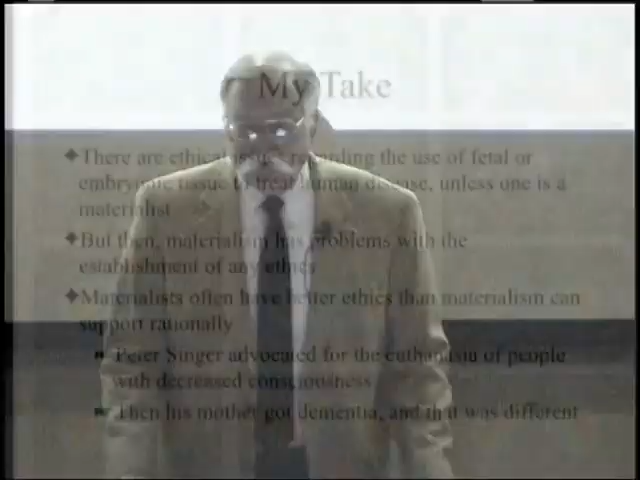 My Take
There are ethical issues regarding the use of fetal or
embryonic tissue to treat human disease, unless one is a
materialist
But then, materialism has problems with the
establishment of any ethics
Materialists often have better ethics than materialism can
support rationally
Peter Singer advocated for the euthanasia of people
with decreased consciousness
Then his mother got dementia, and that was different